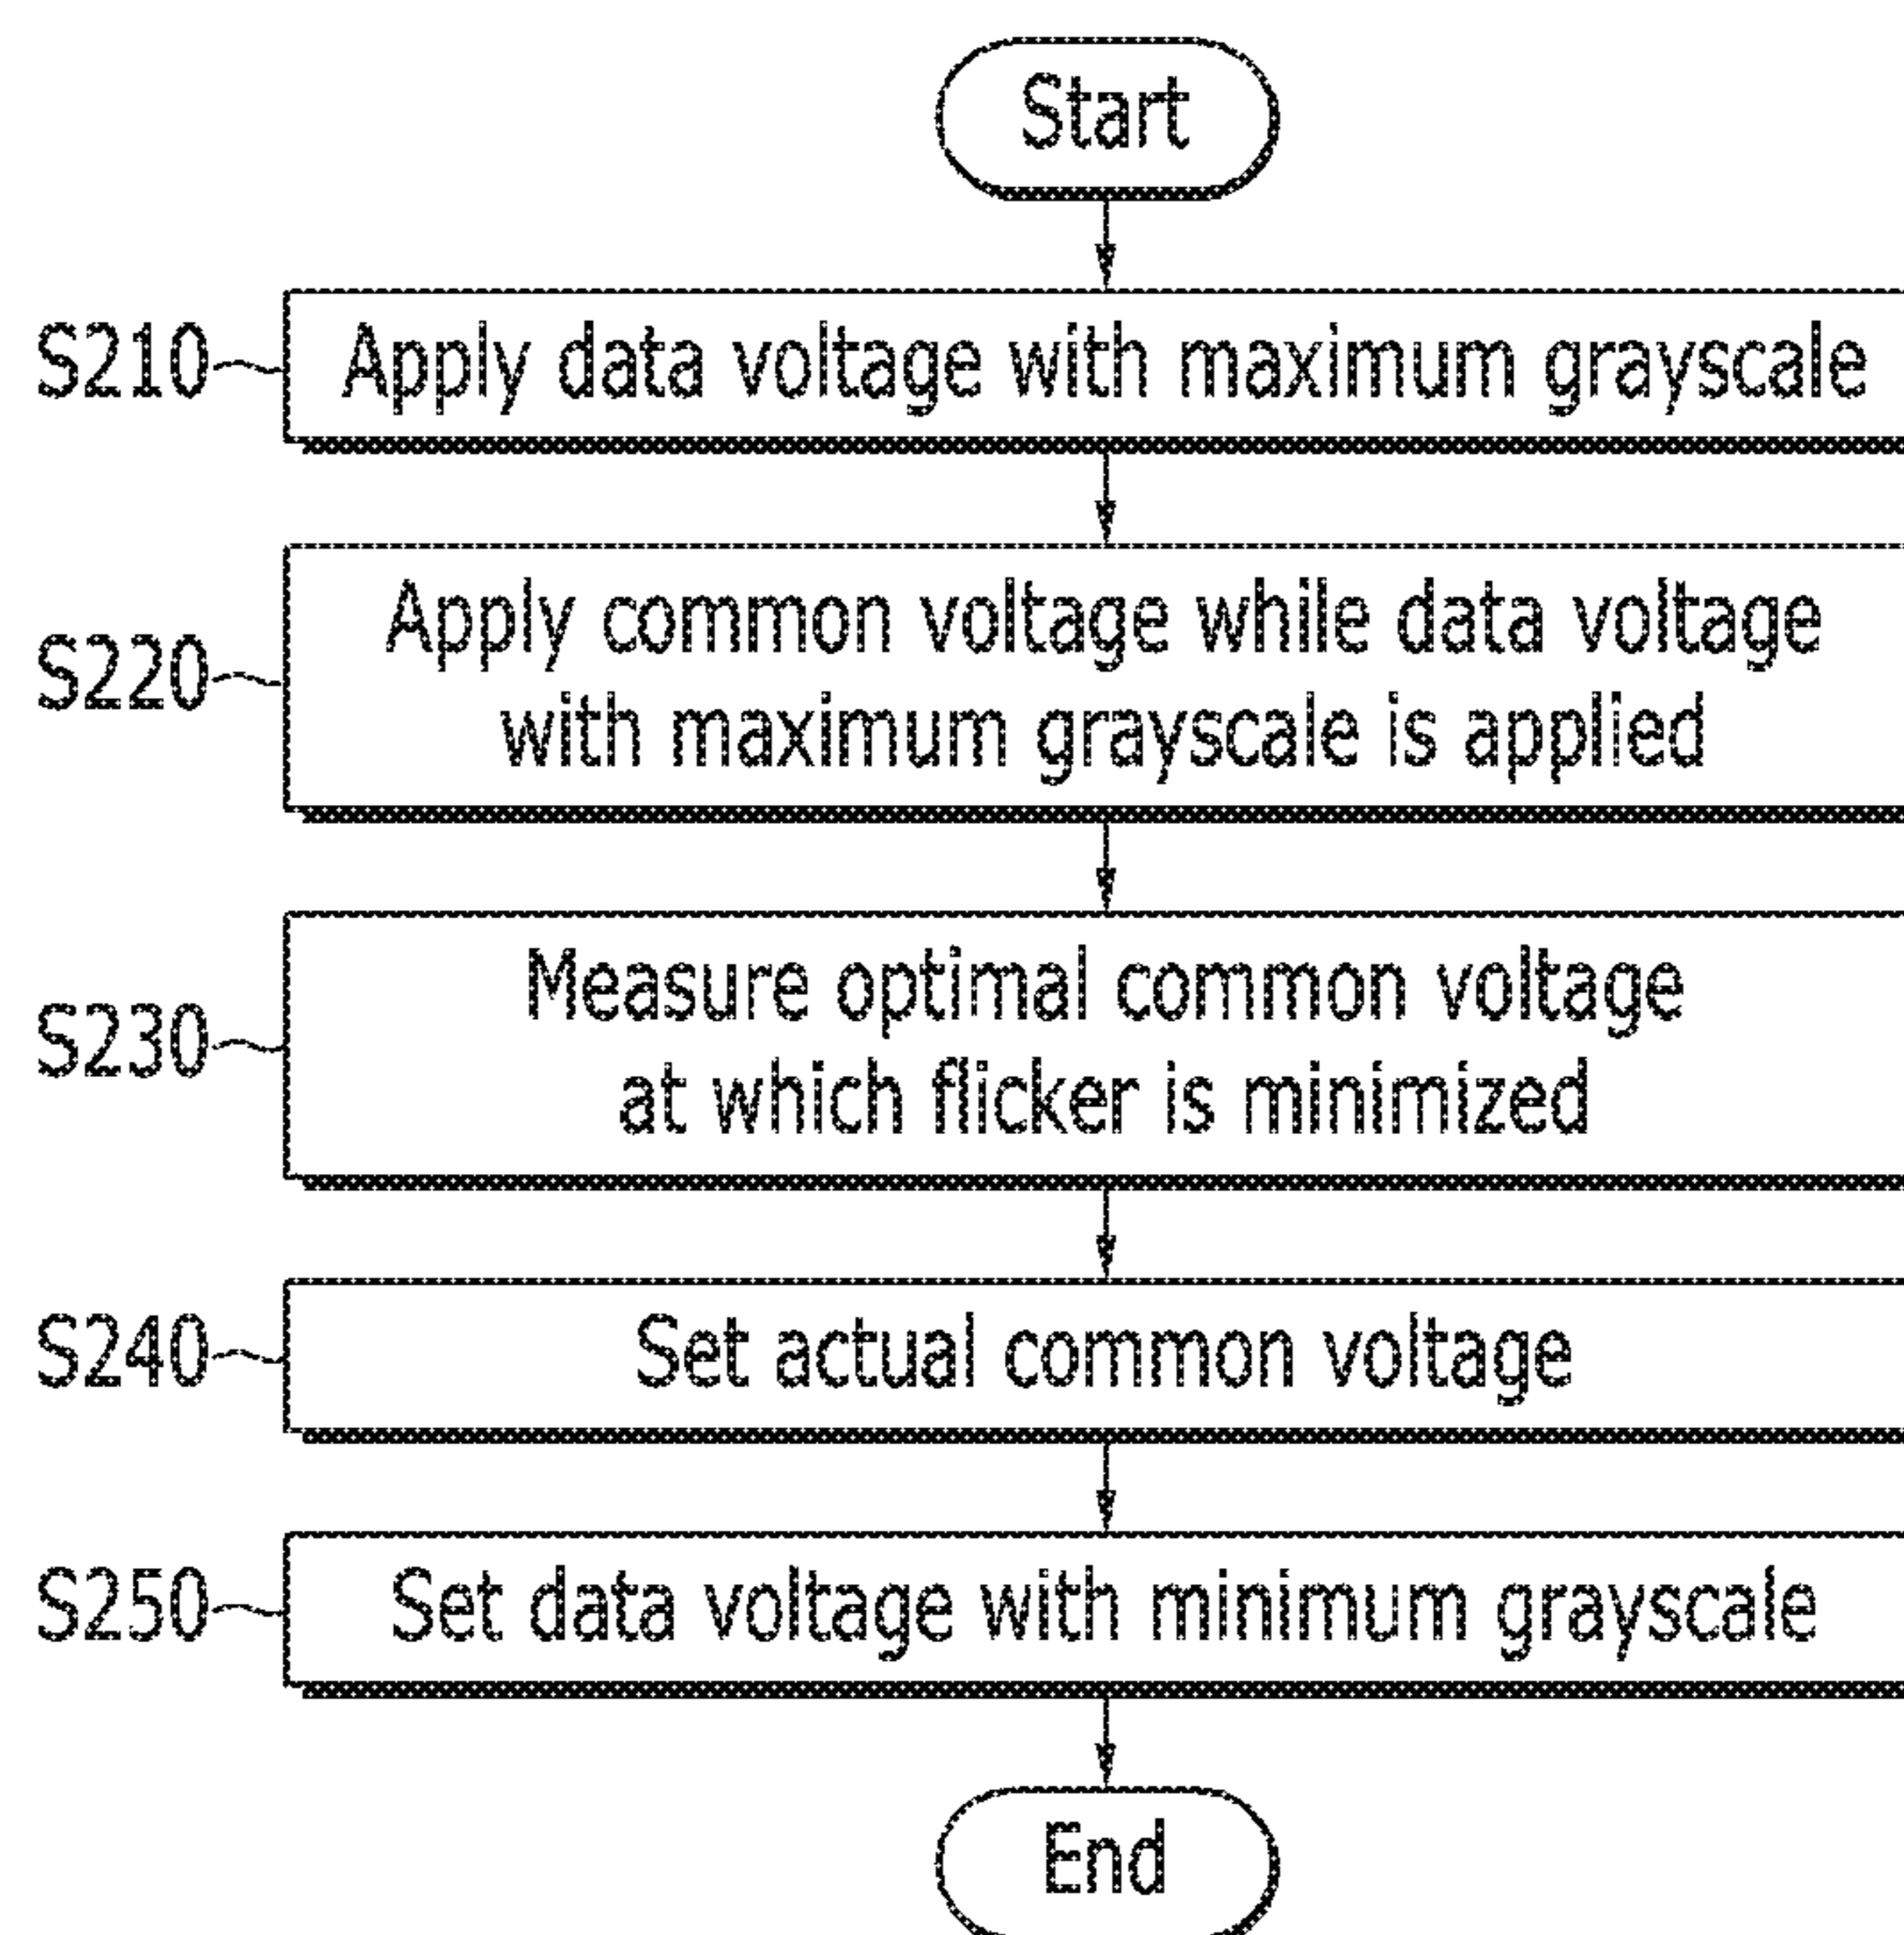 Start
S210
Apply data voltage with maximum grayscale
S220
Apply common voltage while data voltage
with maximum grayscale is applied
S230
Measure optimal common voltage
at which flicker is minimized
S240
Set actual common voltage
S250
Set data voltage with minimum grayscale
End